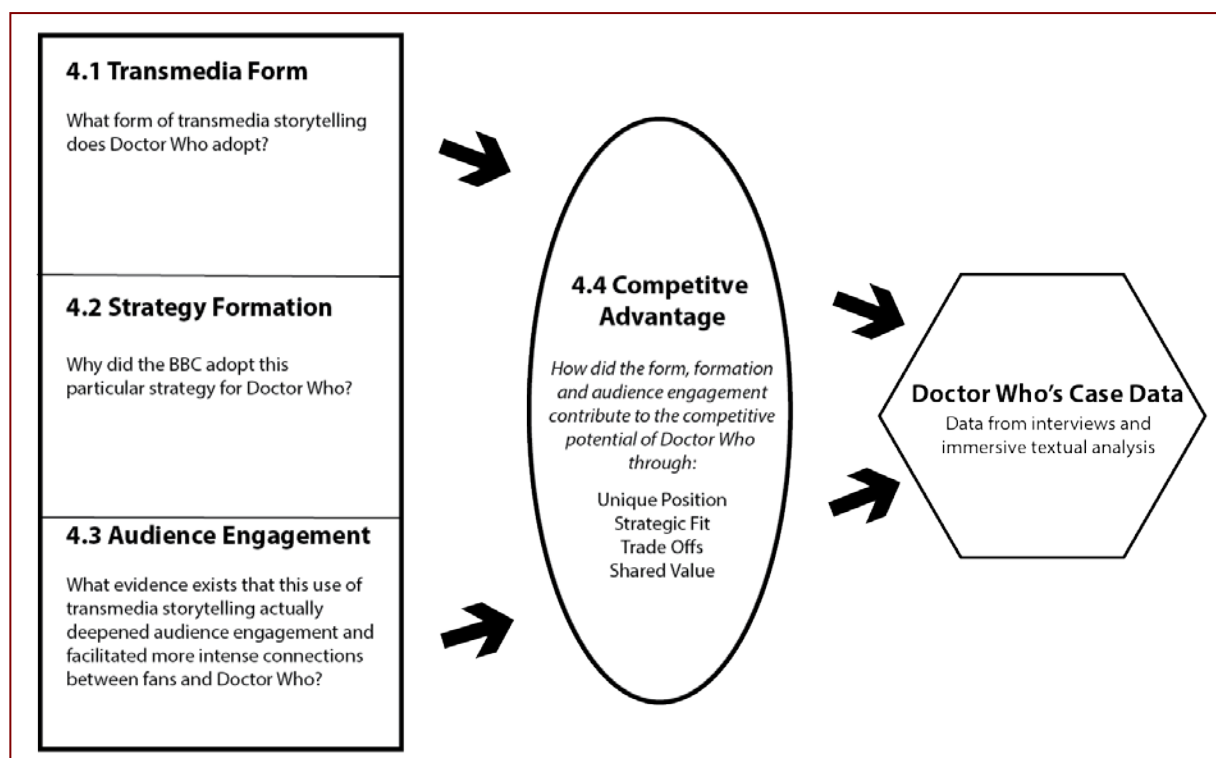 4.1 Transmedia Form
What form of transmedia storytelling
does Doctor Who adopt?
4.2 Strategy Formation
Why did the BBC adopt this
particular strategy for Doctor Who?
4.3 Audience Engagement
What evidence exists that this use of
transmedia storytelling actually
deepened audience engagement and
facilitated more intense connections
between fans and Doctor Who?
4.4 Competitve
Advantage
How did the form, formation
and audience engagement
contribute to the competitive
potential of Doctor Who
through:
Unique Position
Strategic Fit
Trade Offs
Shared Value
Doctor Who's Case Data
Data from interviews and
immersive textual analysis